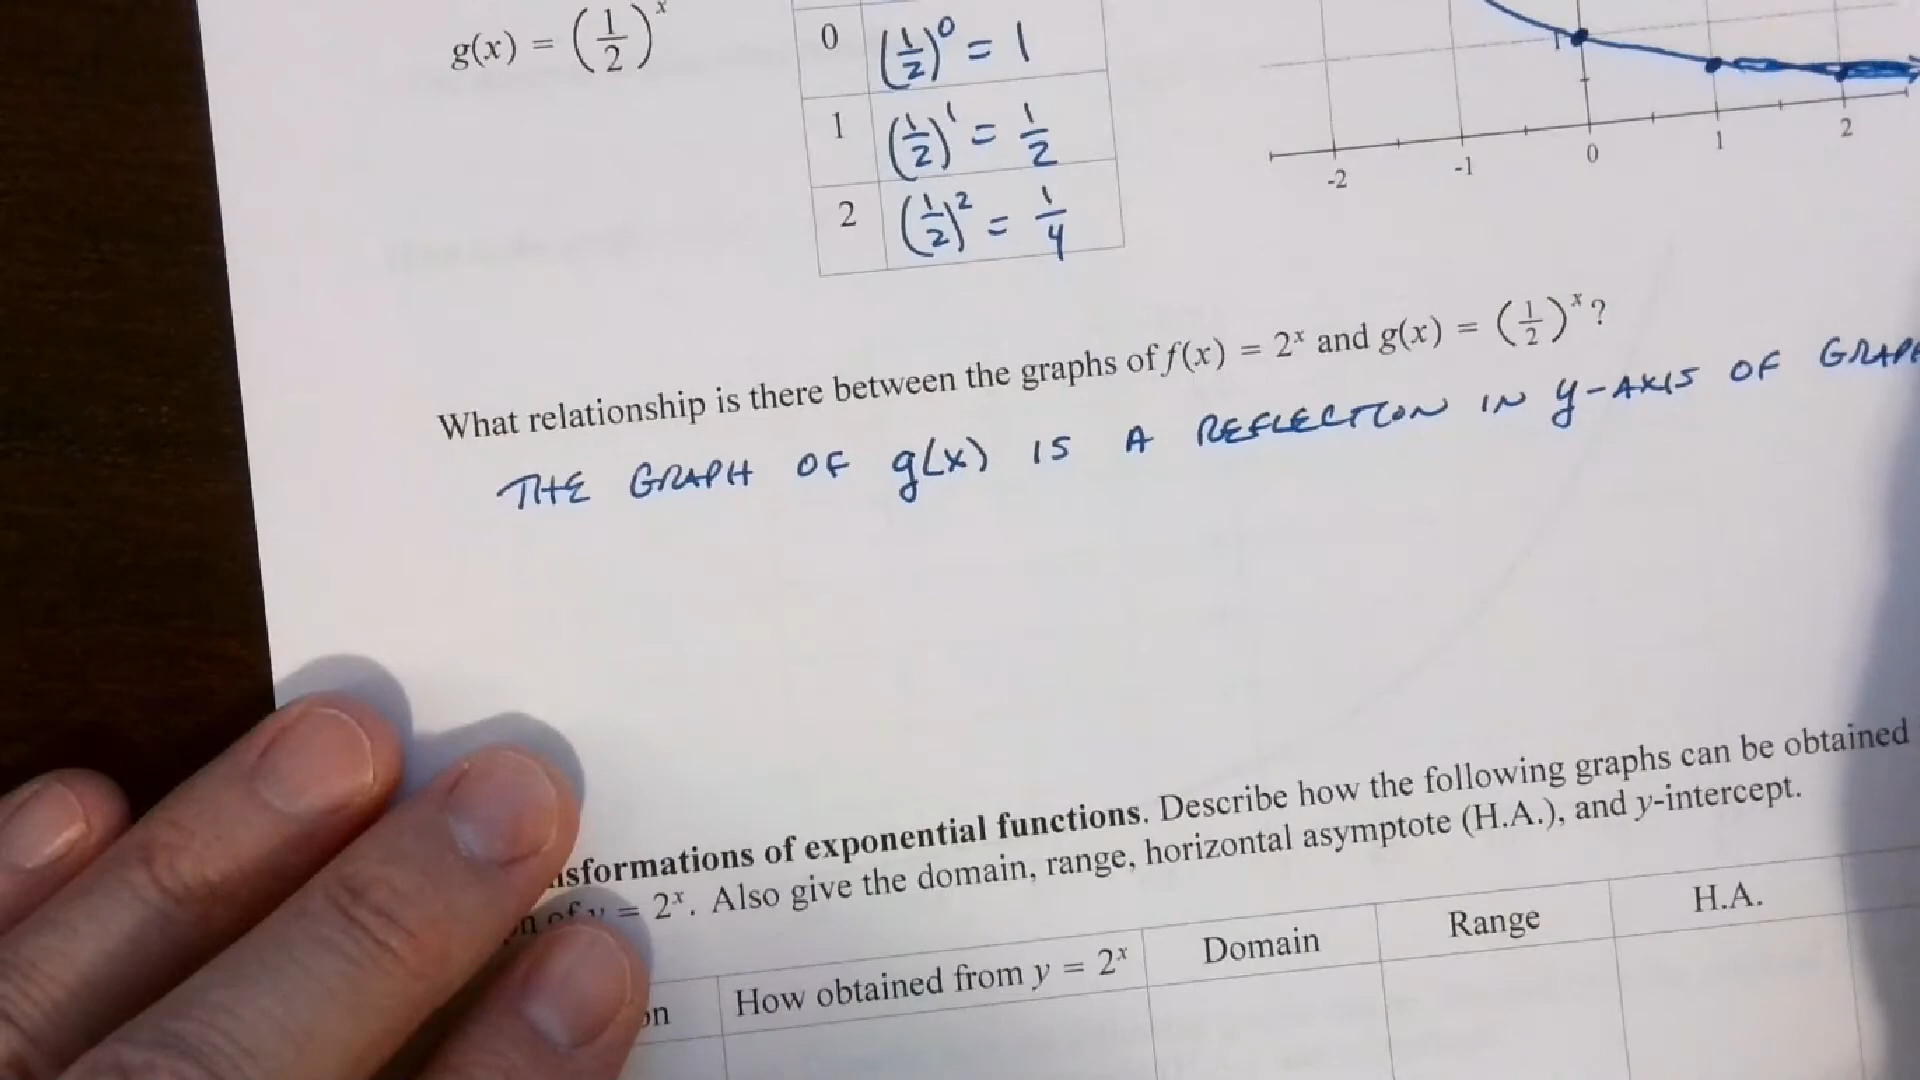 g(x) = (1/2)^x
0 (1/2)^0 = 1
1 (1/2)^1 = 1/2
2 (1/2)^2 = 1/4
-2 -1 0 1 2
What relationship is there between the graphs of f(x) = 2^x and g(x) = (1/2)^x?
THE GRAPH OF g(x) IS A REFLECTION IN y-AXIS OF
sformations of exponential functions. Describe how the following graphs can be obtained
= 2^x. Also give the domain, range, horizontal asymptote (H.A.), and y-intercept.
on How obtained from y = 2^x Domain Range H.A.